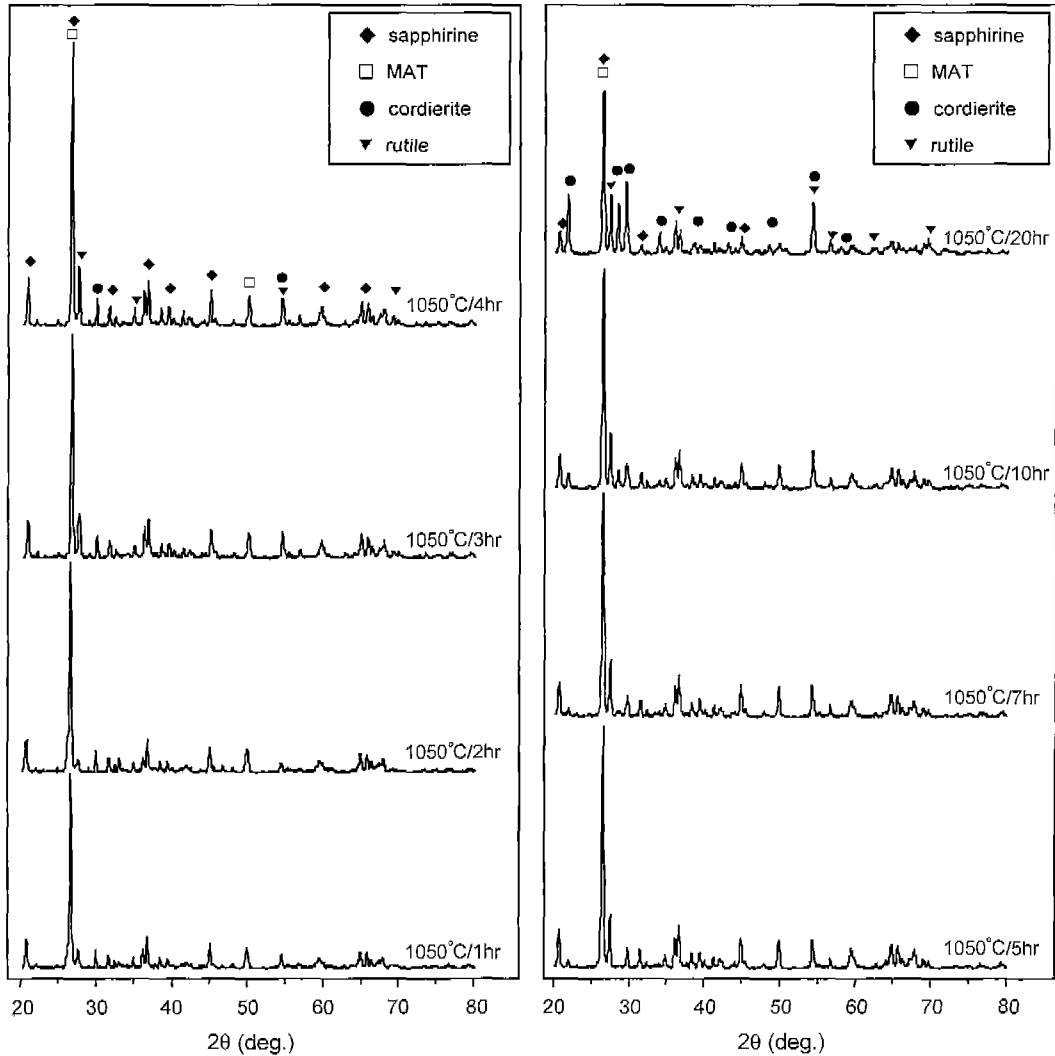 sapphirine
MAT
cordierite
rutile
1050°C/4hr
1050°C/3hr
1050°C/2hr
1050°C/1hr
20 30 40 50 60 70 80
2θ (deg.)
sapphirine
MAT
cordierite
rutile
1050°C/20hr
1050°C/10hr
1050°C/7hr
1050°C/5hr
20 30 40 50 60 70 80
2θ (deg.)